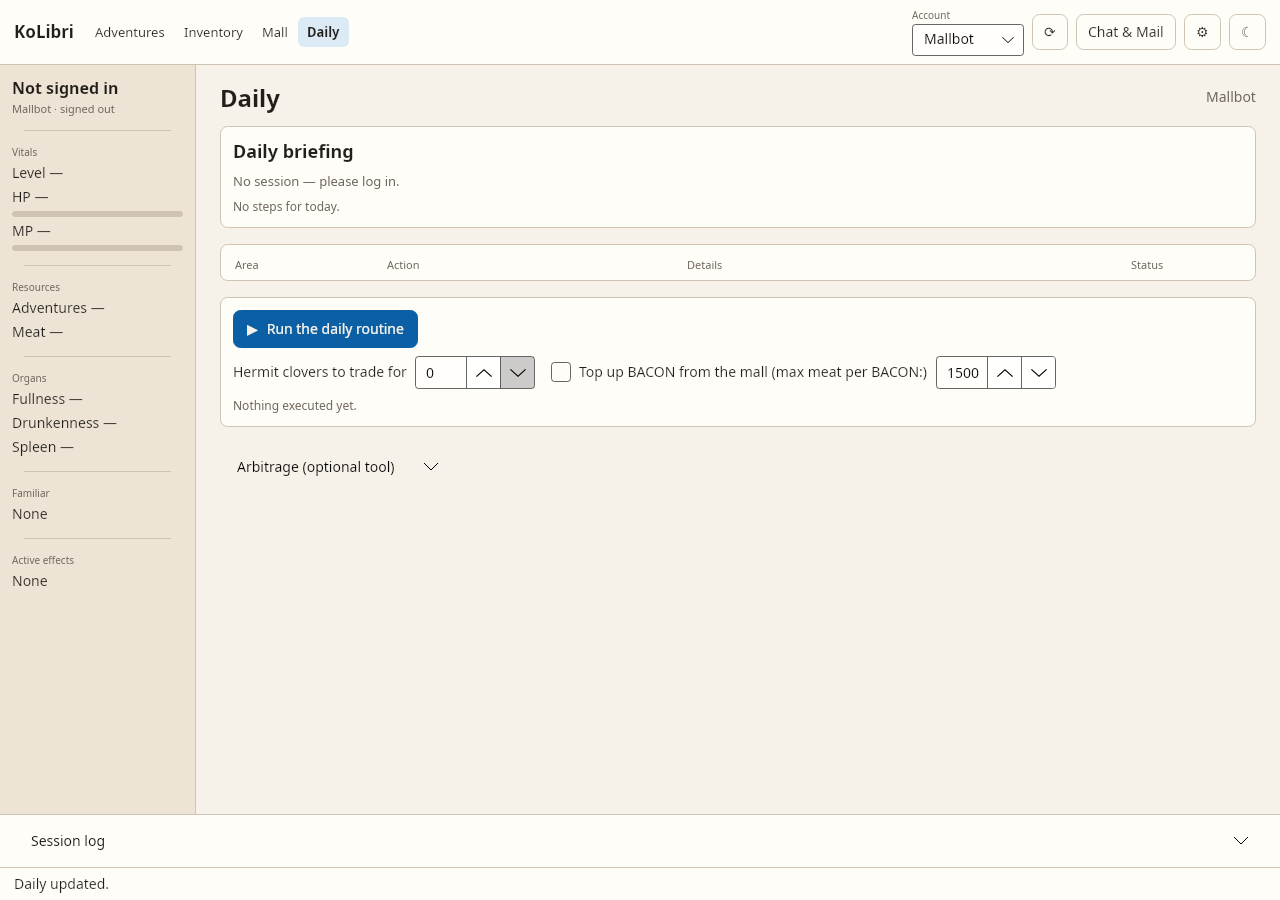 KoLibri
Adventures
Inventory
Mall
Daily
Account
Mallbot
Chat & Mail
Not signed in
Mallbot · signed out
Vitals
Level —
HP —
MP —
Resources
Adventures —
Meat —
Organs
Fullness —
Drunkenness —
Spleen —
Familiar
None
Active effects
None
Daily
Mallbot
Daily briefing
No session — please log in.
No steps for today.
Area Action Details Status
▶ Run the daily routine
Hermit clovers to trade for 0 Top up BACON from the mall (max meat per BACON:) 1500
Nothing executed yet.
Arbitrage (optional tool)
Session log
Daily updated.